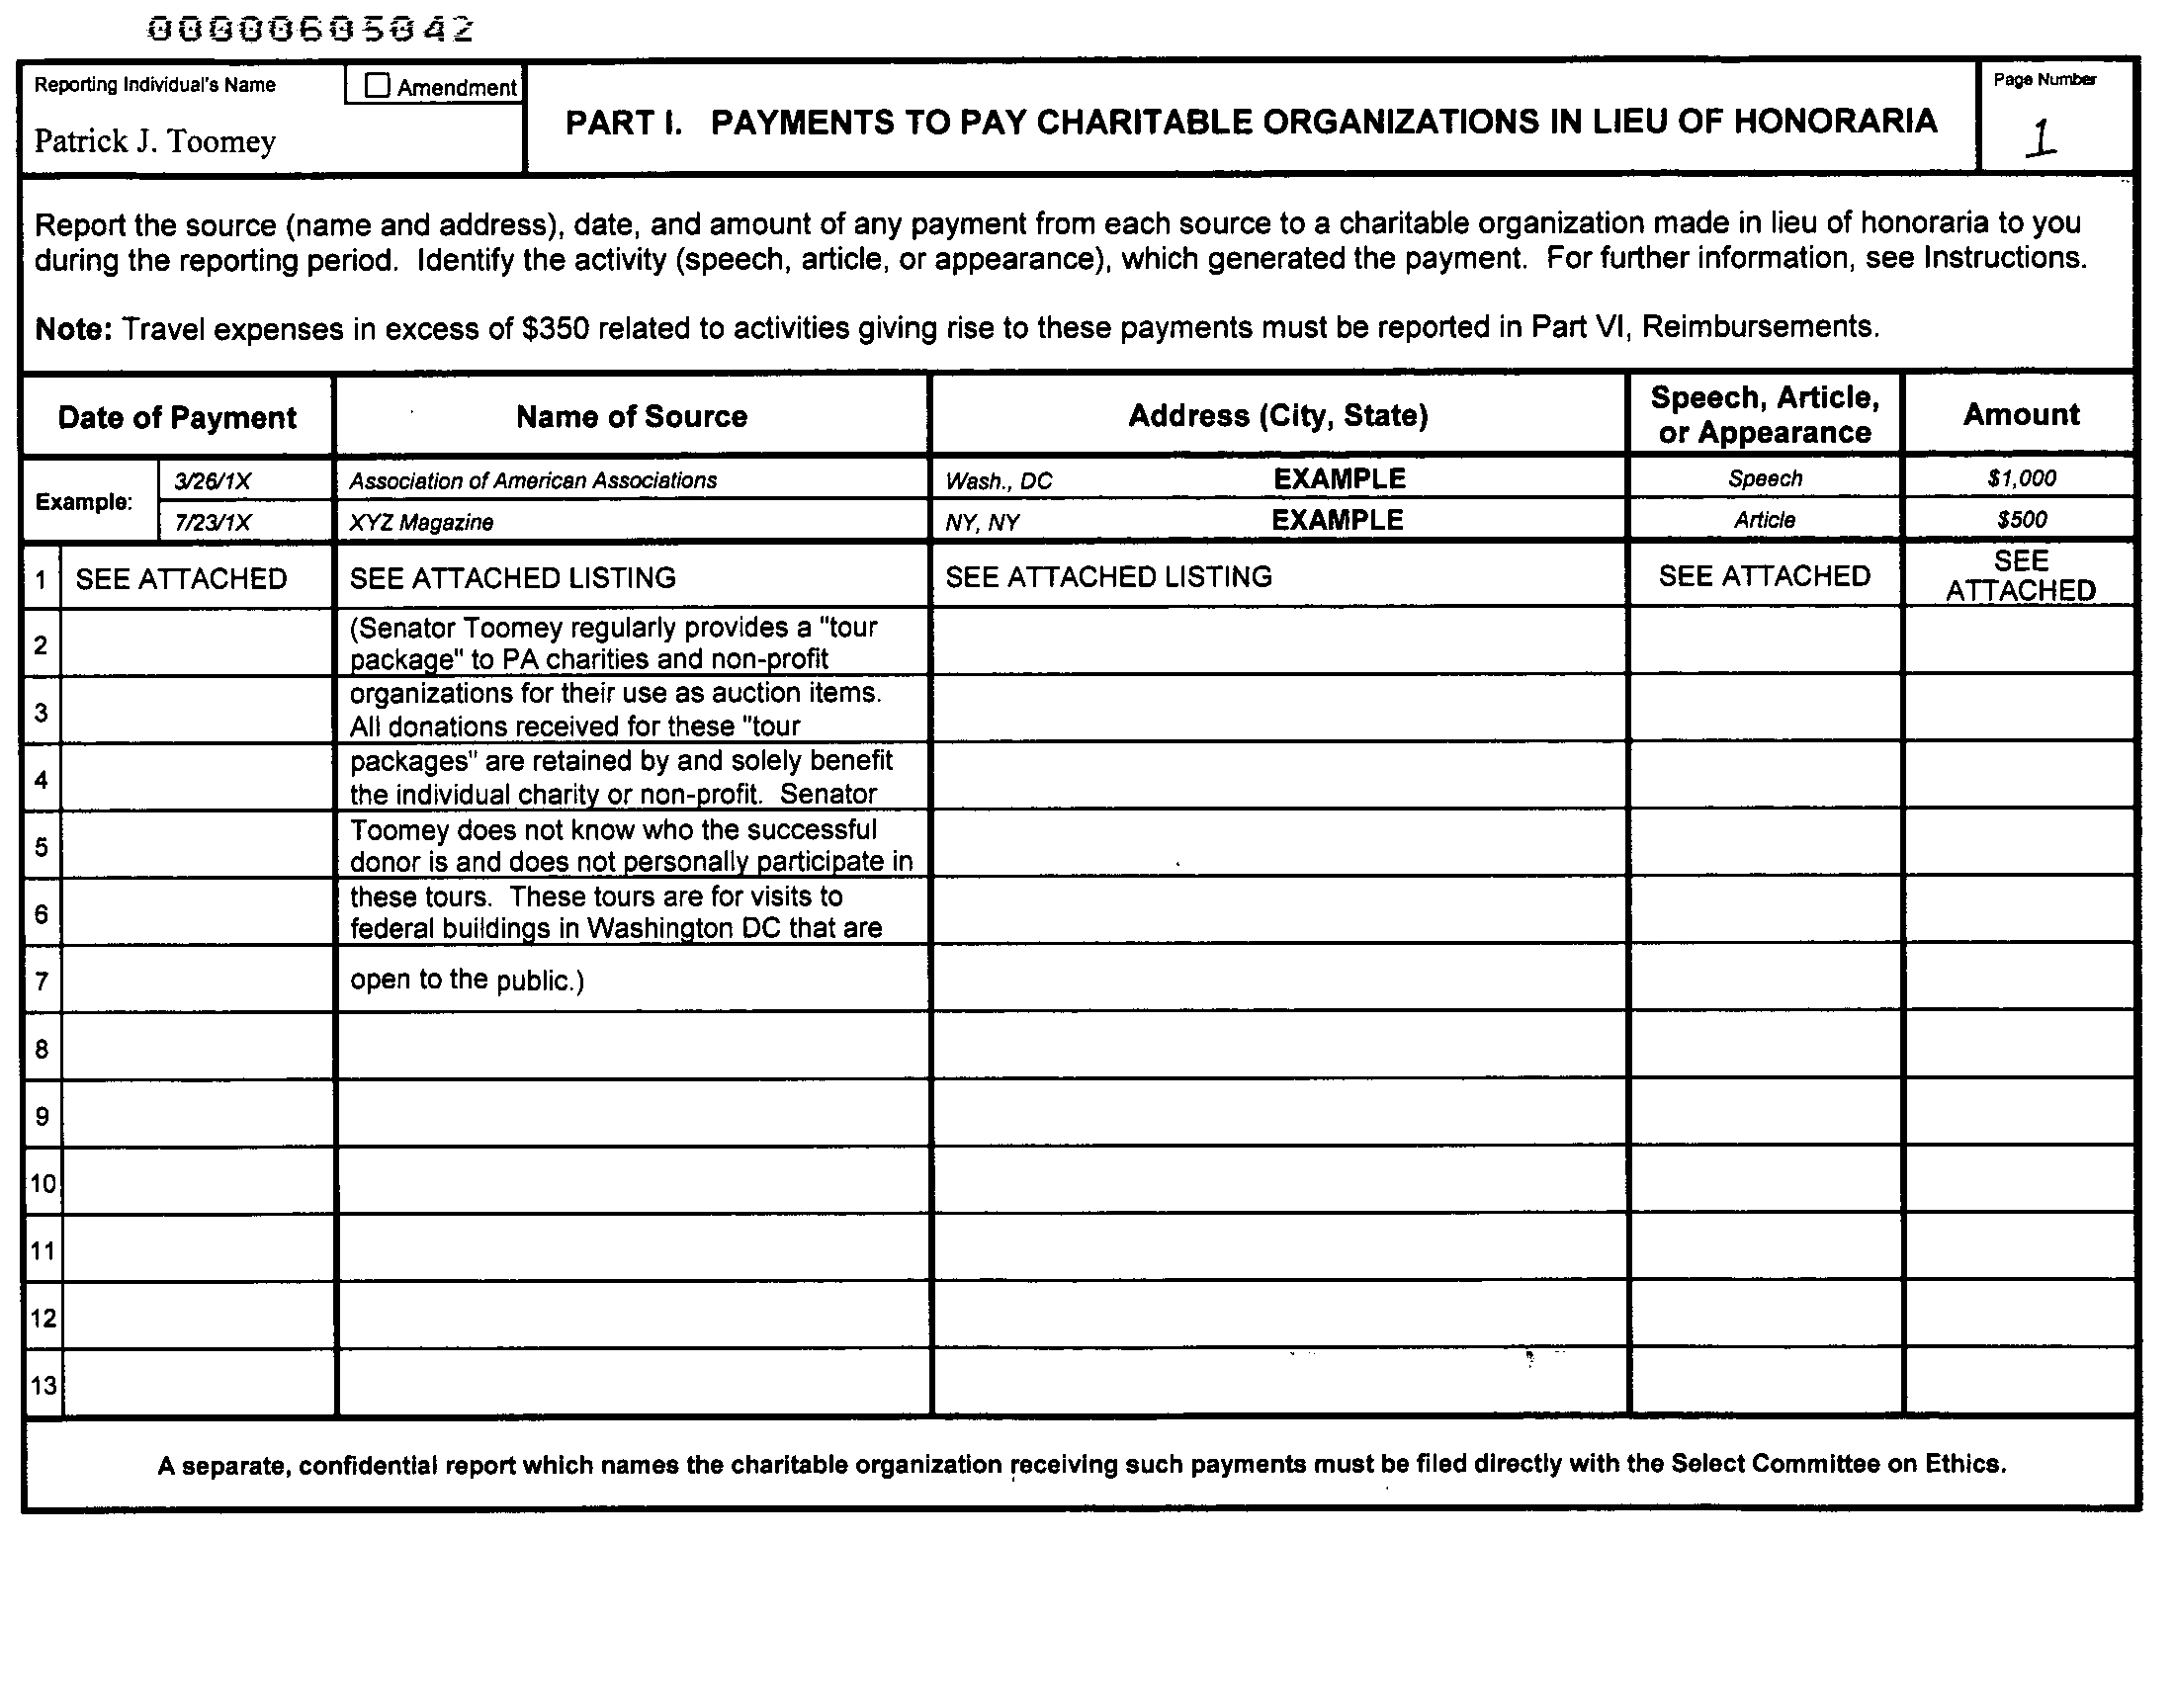 00000605042
Reporting Individual's Name
Amendment
Patrick J. Toomey
PART I. PAYMENTS TO PAY CHARITABLE ORGANIZATIONS IN LIEU OF HONORARIA
Page Number
1
Report the source (name and address), date, and amount of any payment from each source to a charitable organization made in lieu of honoraria to you
during the reporting period. Identify the activity (speech, article, or appearance), which generated the payment. For further information, see Instructions.
Note: Travel expenses in excess of $350 related to activities giving rise to these payments must be reported in Part VI, Reimbursements.
Date of Payment
Name of Source
Address (City, State)
Speech, Article,
or Appearance
Amount
Example:
3/26/1X
Association of American Associations
Wash., DC
EXAMPLE
Speech
$1,000
7/23/1X
XYZ Magazine
NY, NY
EXAMPLE
Article
$500
1
SEE ATTACHED
SEE ATTACHED LISTING
SEE ATTACHED LISTING
SEE ATTACHED
SEE
ATTACHED
2
(Senator Toomey regularly provides a "tour
package" to PA charities and non-profit
3
organizations for their use as auction items.
All donations received for these "tour
4
packages" are retained by and solely benefit
the individual charity or non-profit. Senator
5
Toomey does not know who the successful
donor is and does not personally participate in
6
these tours. These tours are for visits to
federal buildings in Washington DC that are
7
open to the public.)
8
9
10
11
12
13
A separate, confidential report which names the charitable organization receiving such payments must be filed directly with the Select Committee on Ethics.